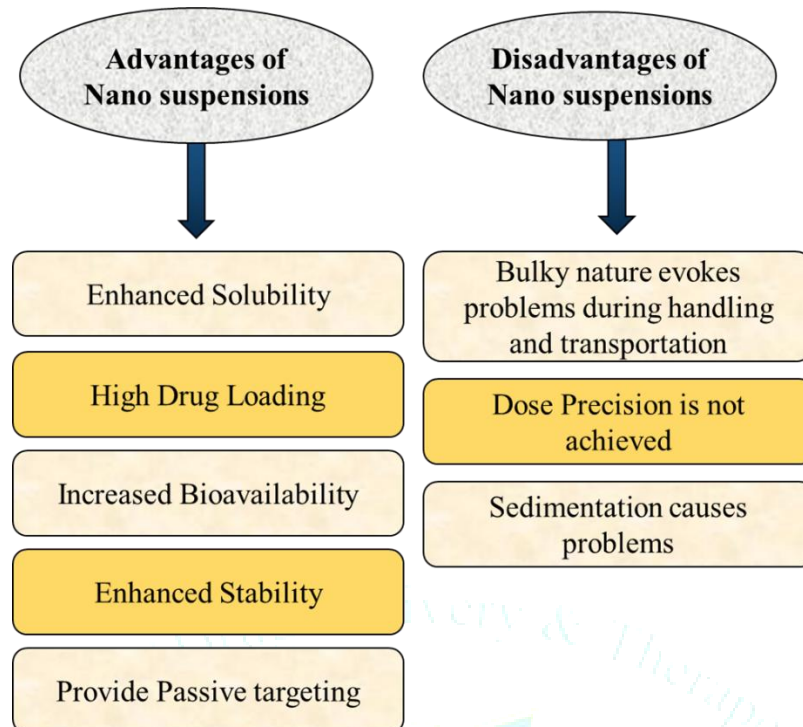 Advantages of
Nano suspensions
Enhanced Solubility
High Drug Loading
Increased Bioavailability
Enhanced Stability
Provide Passive targeting
Disadvantages of
Nano suspensions
Bulky nature evokes
problems during handling
and transportation
Dose Precision is not
achieved
Sedimentation causes
problems